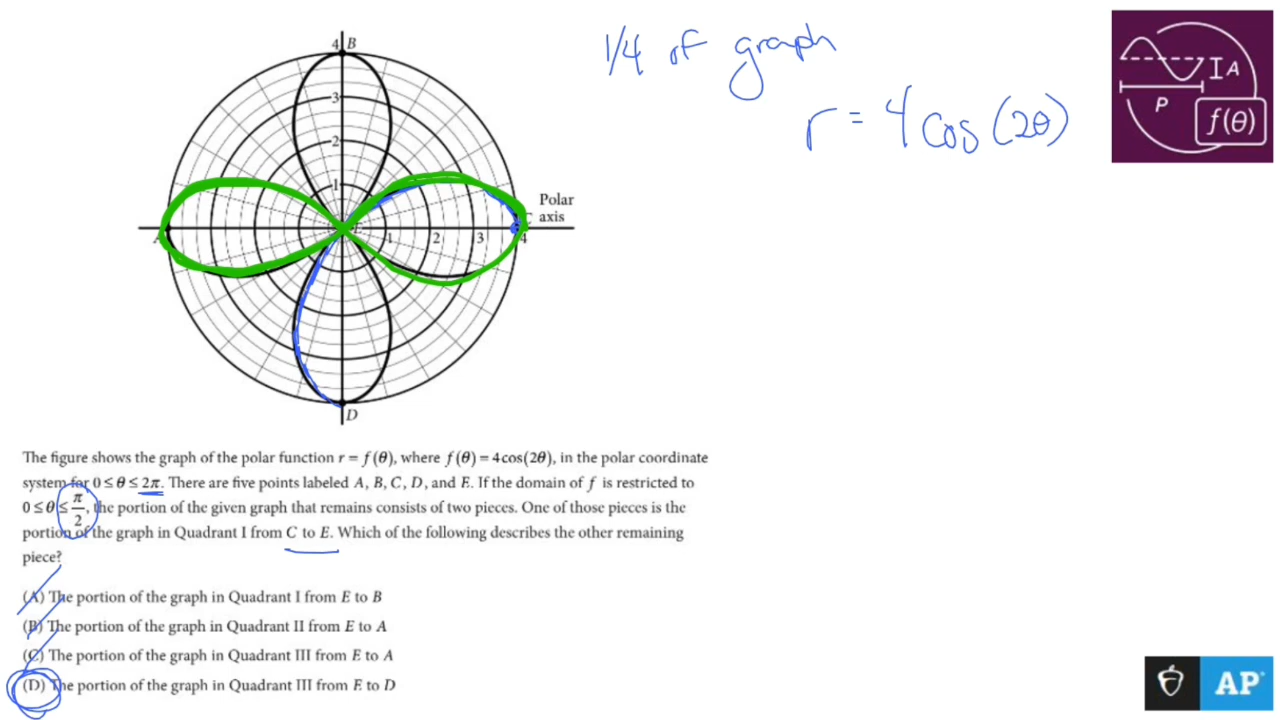 1/4 of graph
r = 4 cos (2θ)
A
P
f(θ)
4 B
3
2
1
Polar
axis
A E 1 2 3 4 C
D
The figure shows the graph of the polar function r = f(θ), where f(θ) = 4cos(2θ), in the polar coordinate
system for 0 ≤ θ ≤ 2π. There are five points labeled A, B, C, D, and E. If the domain of f is restricted to
0 ≤ θ ≤ π/2, the portion of the given graph that remains consists of two pieces. One of those pieces is the
portion of the graph in Quadrant I from C to E. Which of the following describes the other remaining
piece?
(A) The portion of the graph in Quadrant I from E to B
(B) The portion of the graph in Quadrant II from E to A
(C) The portion of the graph in Quadrant III from E to A
(D) The portion of the graph in Quadrant III from E to D
AP